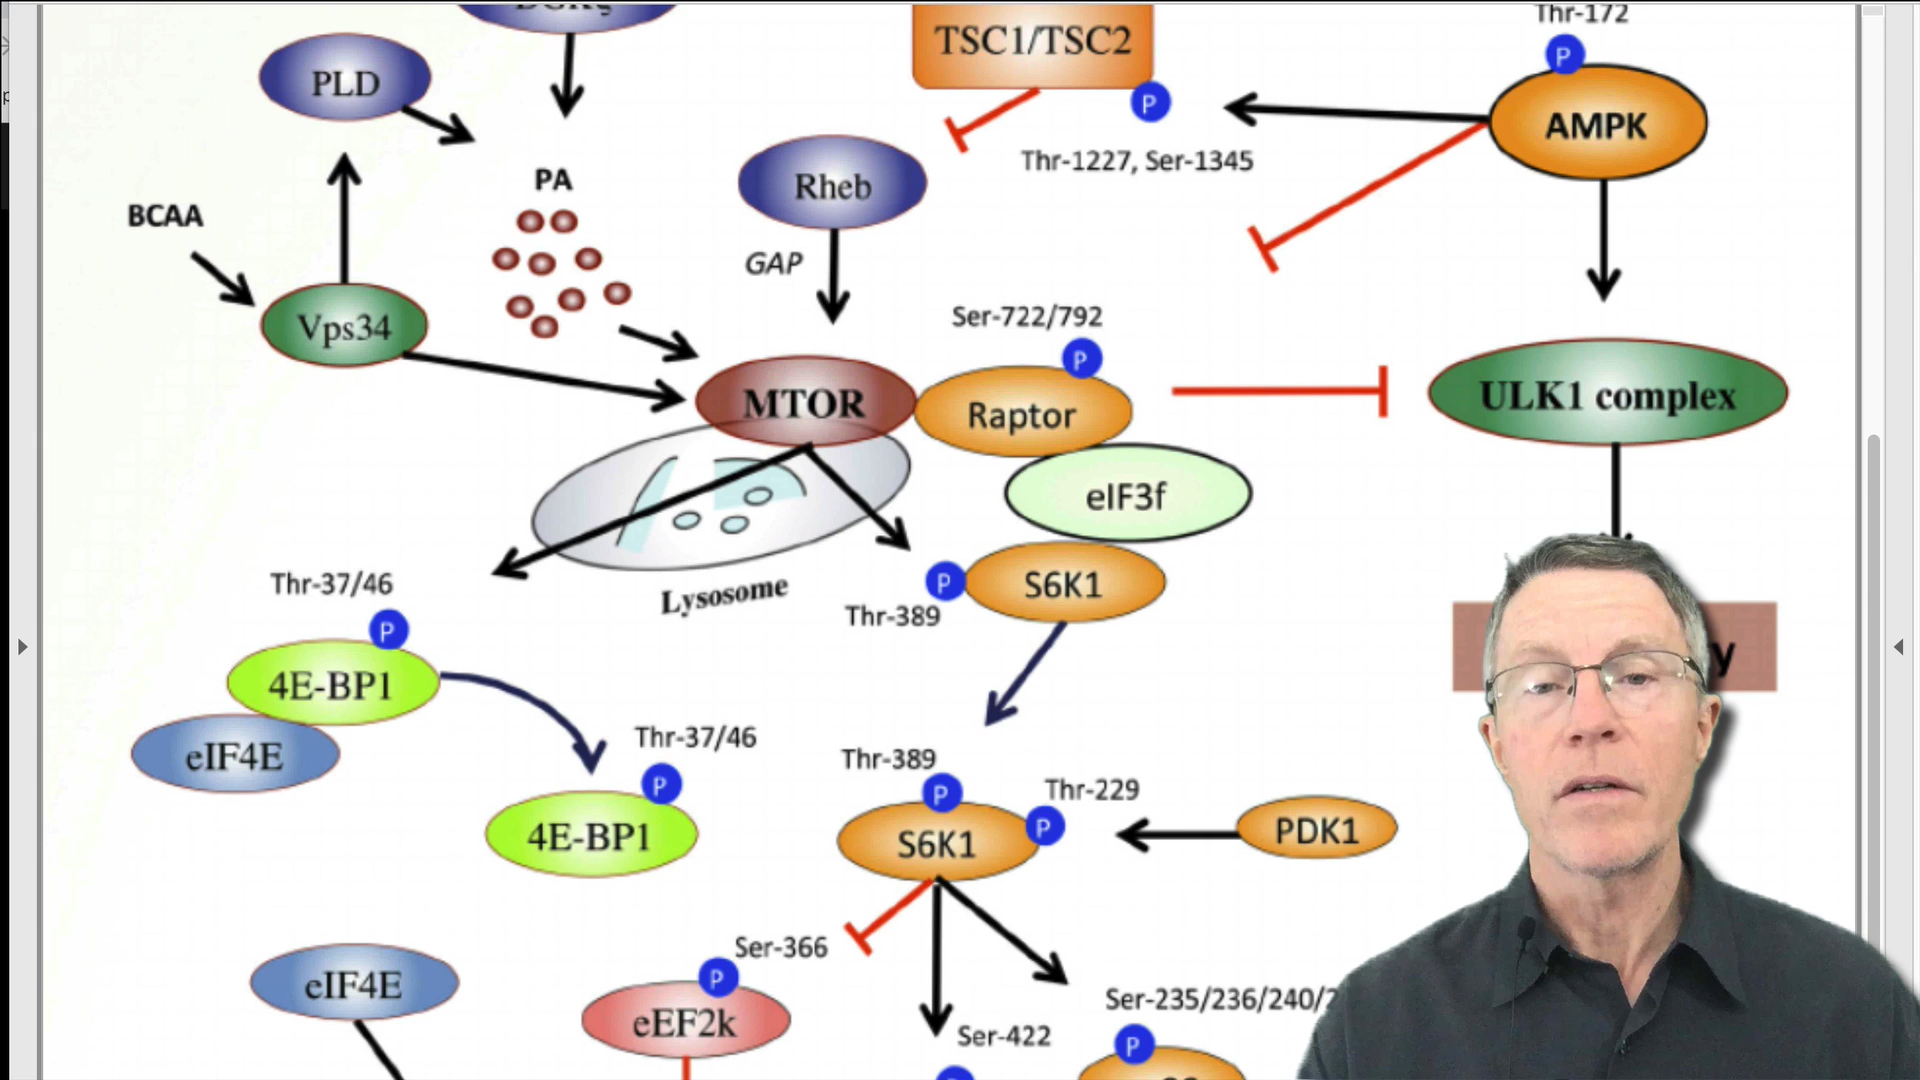 TSC1/TSC2
Thr-172
P
PLD
P
AMPK
Thr-1227, Ser-1345
PA
Rheb
BCAA
GAP
Ser-722/792
Vps34
P
MTOR
Raptor
ULK1 complex
eIF3f
Thr-37/46
Lysosome
P
S6K1
Thr-389
P
4E-BP1
y
eIF4E
Thr-37/46
Thr-389
P
P
Thr-229
4E-BP1
S6K1
P
PDK1
Ser-366
P
eIF4E
eEF2k
Ser-235/236/240/2
Ser-422
P
P